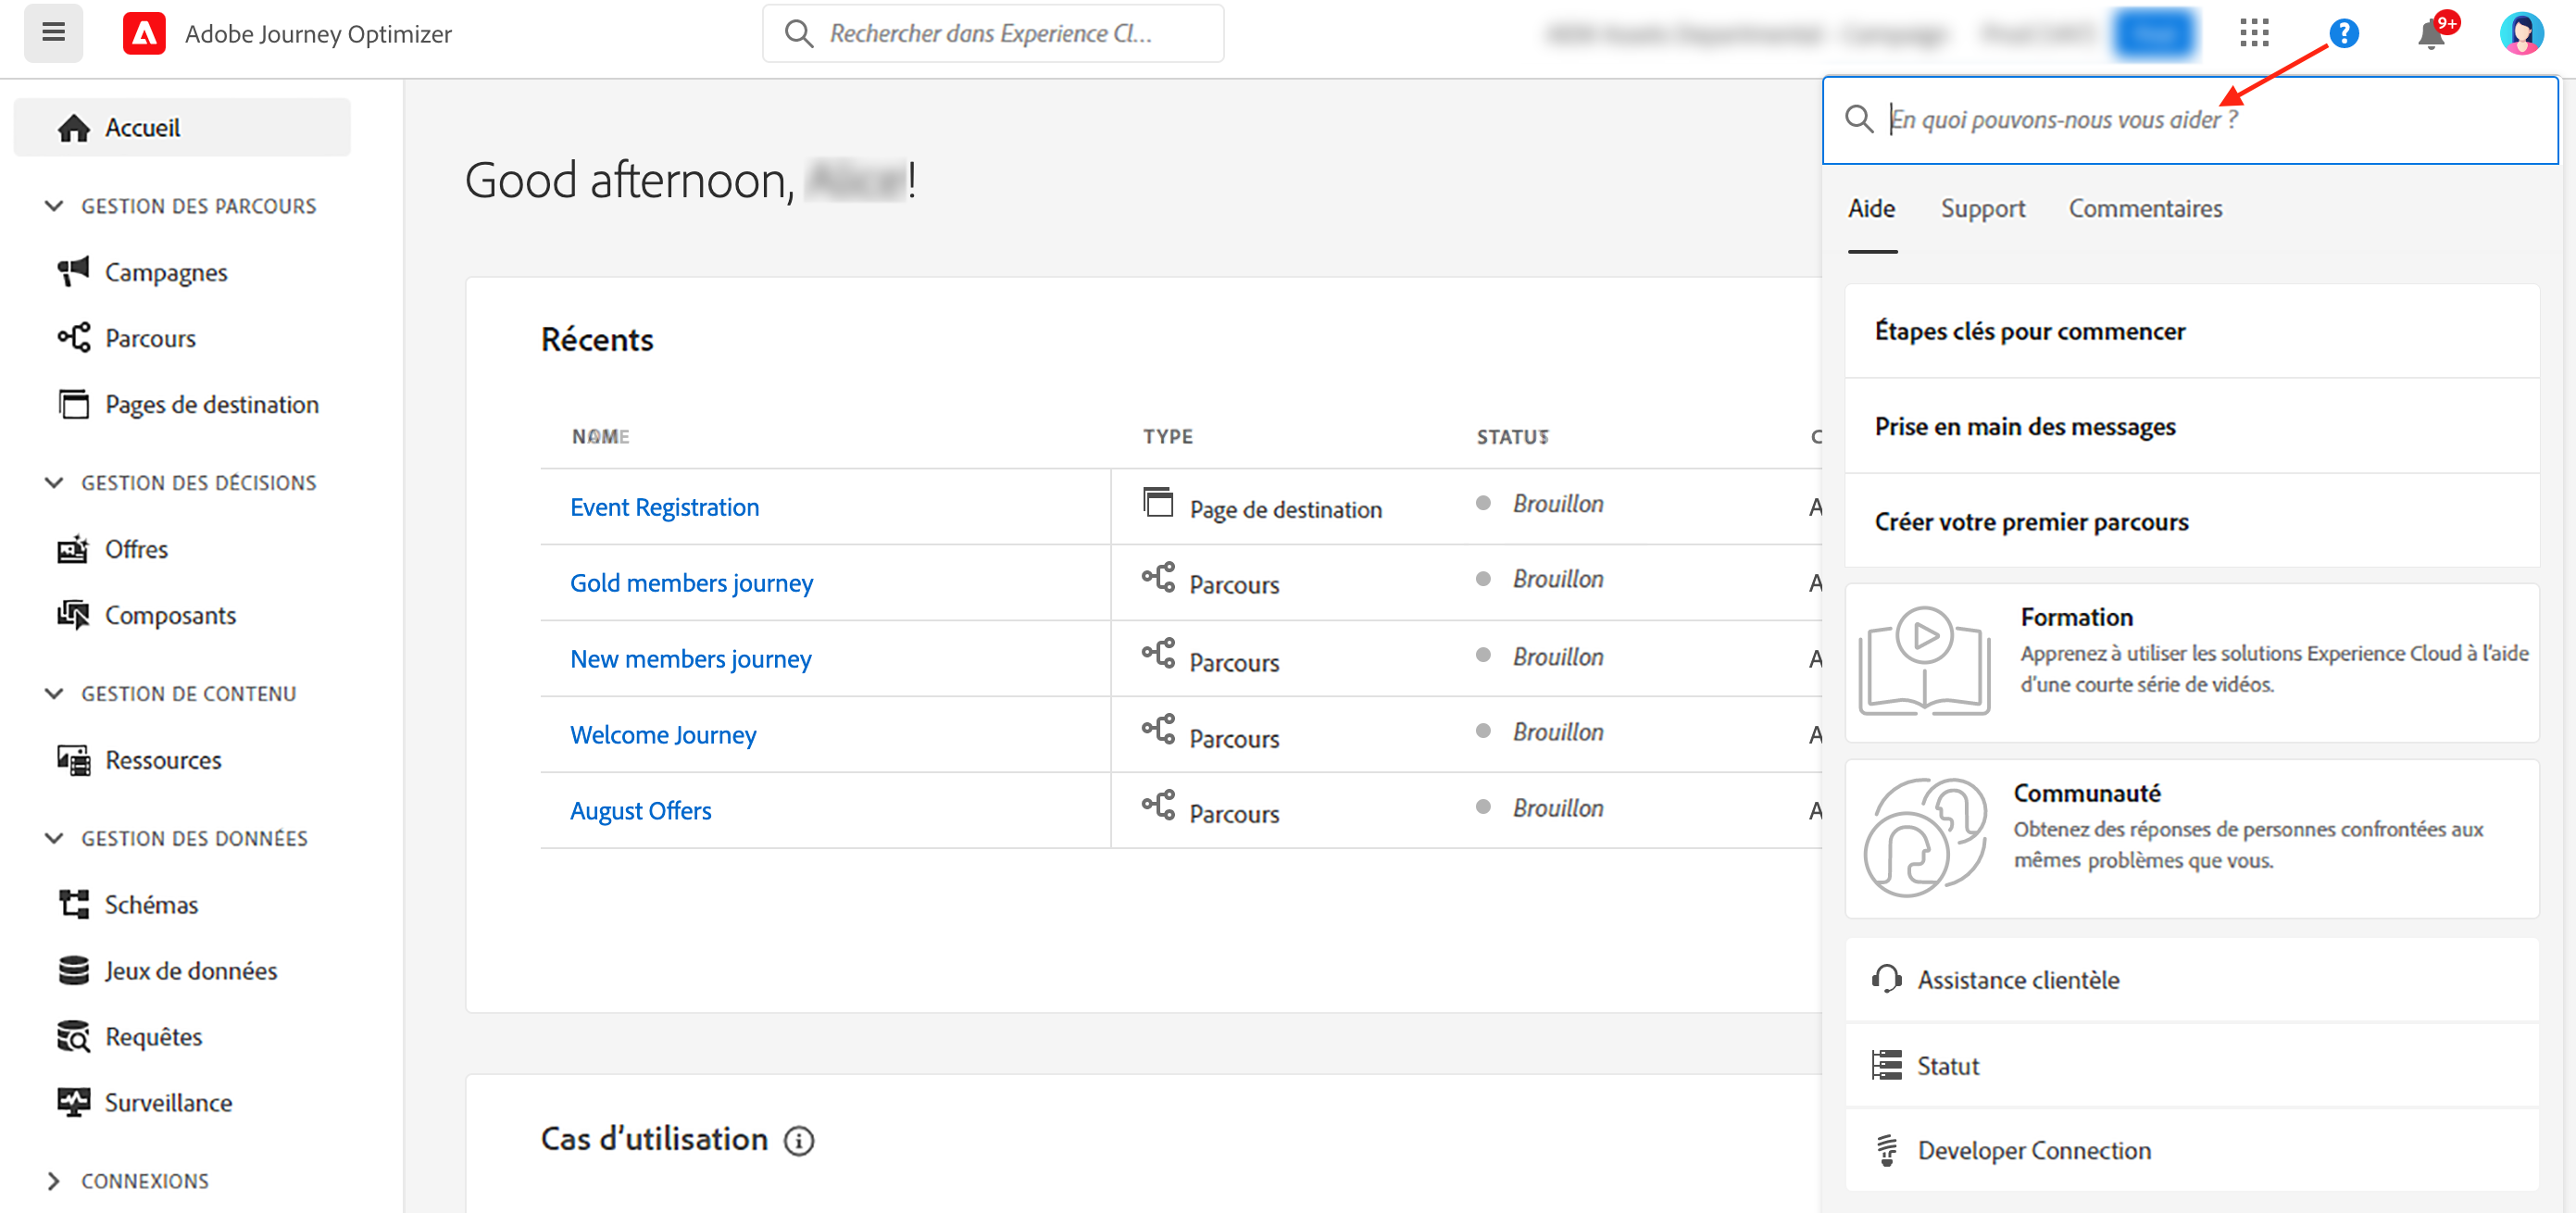 Adobe Journey Optimizer
Rechercher dans Experience Cl...
?
9+
Accueil
GESTION DES PARCOURS
Campagnes
Parcours
Pages de destination
GESTION DES DÉCISIONS
Offres
Composants
GESTION DE CONTENU
Ressources
GESTION DES DONNÉES
Schémas
Jeux de données
Requêtes
Surveillance
CONNEXIONS
Good afternoon, !
Récents
TYPE STATUT
Event Registration Page de destination Brouillon A
Gold members journey Parcours Brouillon A
New members journey Parcours Brouillon A
Welcome Journey Parcours Brouillon A
August Offers Parcours Brouillon A
Cas d’utilisation
En quoi pouvons-nous vous aider ?
Aide Support Commentaires
Étapes clés pour commencer
Prise en main des messages
Créer votre premier parcours
Formation
Apprenez à utiliser les solutions Experience Cloud à l’aide
d’une courte série de vidéos.
Communauté
Obtenez des réponses de personnes confrontées aux
mêmes problèmes que vous.
Assistance clientèle
Statut
Developer Connection